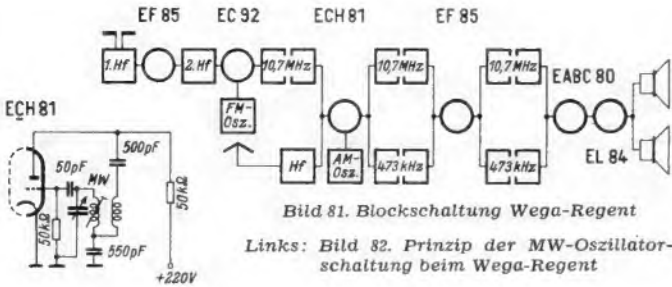 EF 85 EC 92 ECH 81 EF 85
1.Hf 2.Hf 10,7MHz 10,7MHz 10,7MHz
EABC 80
FM-
Osz.
Hf AM-
Osz. 473kHz 473kHz
EL 84
ECH 81
500pF
50pF MW
50kΩ 50kΩ
550pF
+220V
Bild 81. Blockschaltung Wega-Regent
Links: Bild 82. Prinzip der MW-Oszillator-
schaltung beim Wega-Regent